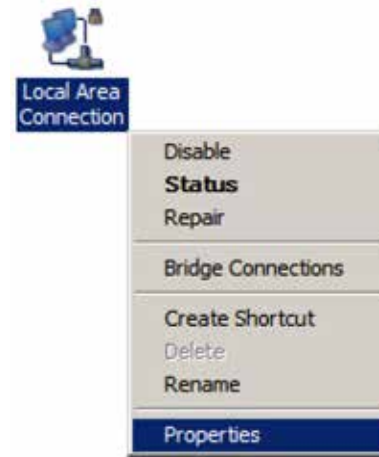 Local Area
Connection
Disable
Status
Repair
Bridge Connections
Create Shortcut
Delete
Rename
Properties